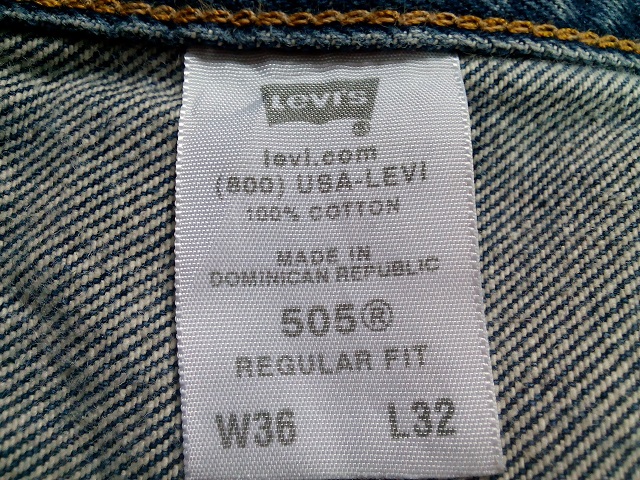 Levi's
®
levi.com
(800) USA-LEVI
100% COTTON
MADE IN
DOMINICAN REPUBLIC
505®
REGULAR FIT
W36 L32